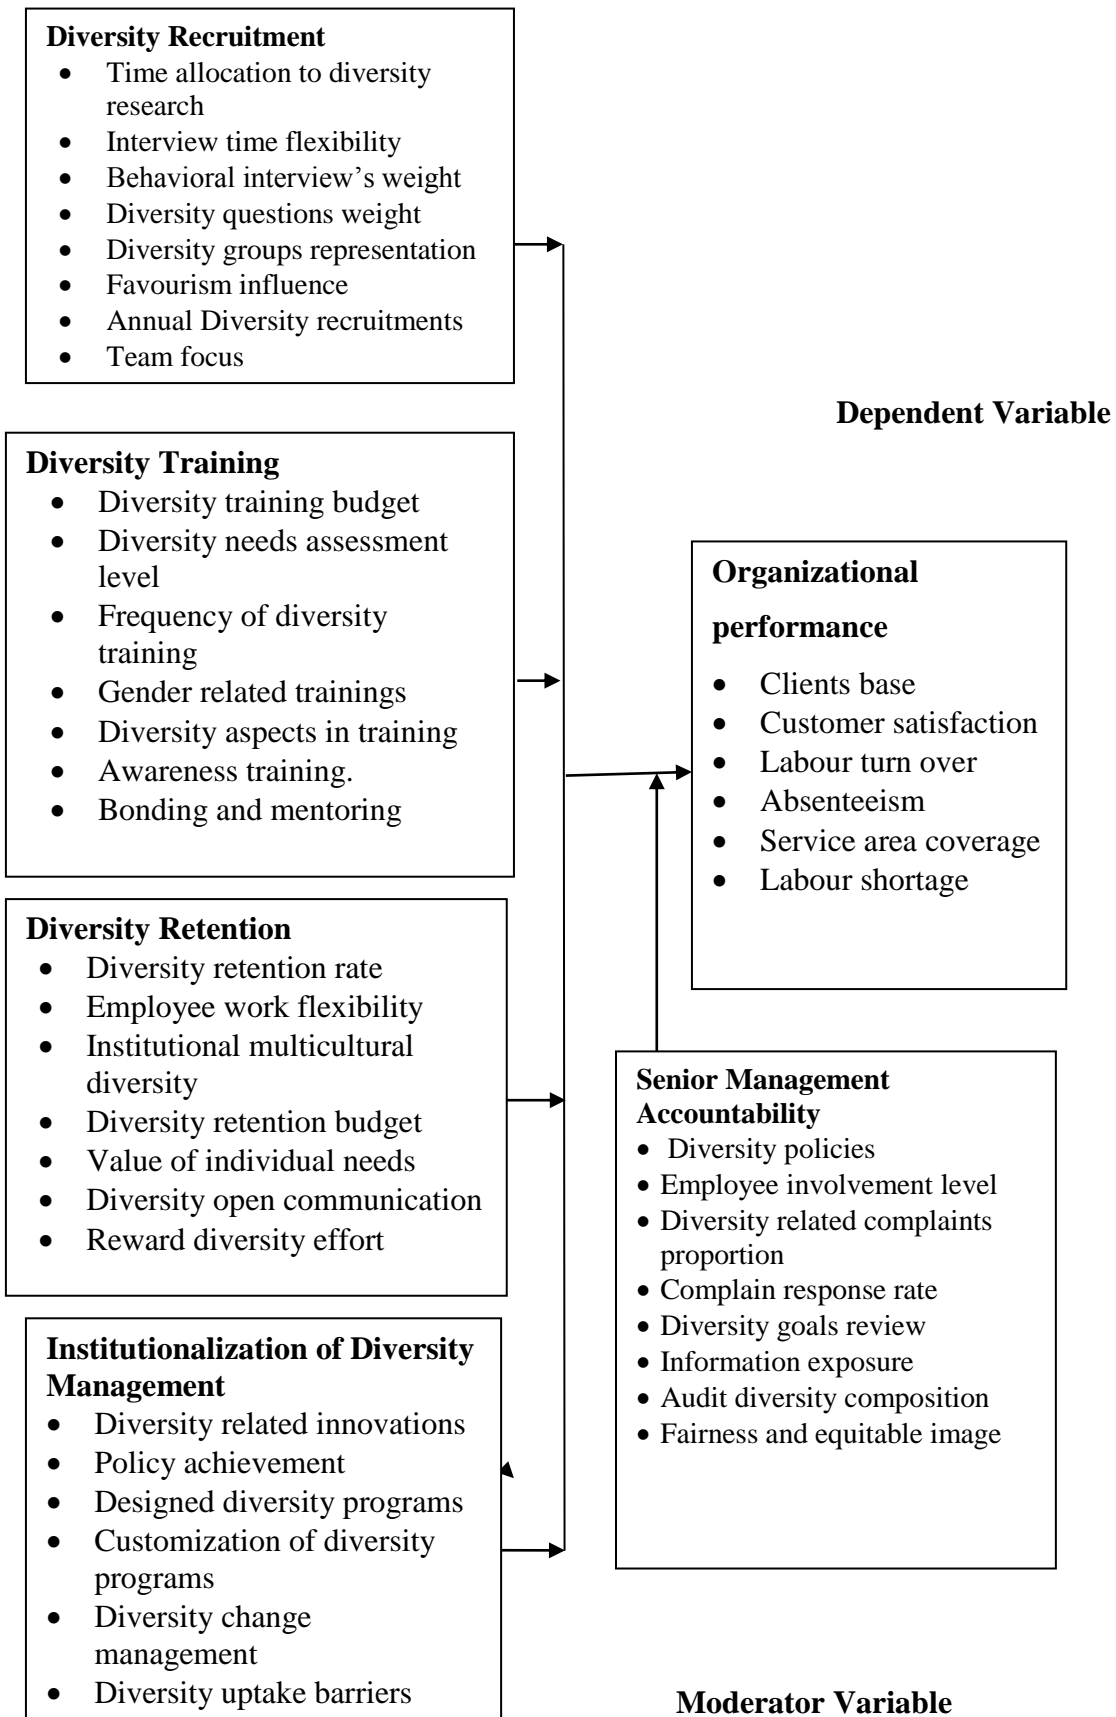 Diversity Recruitment
• Time allocation to diversity
research
• Interview time flexibility
• Behavioral interview’s weight
• Diversity questions weight
• Diversity groups representation
• Favourism influence
• Annual Diversity recruitments
• Team focus
Dependent Variable
Diversity Training
• Diversity training budget
• Diversity needs assessment
level
• Frequency of diversity
training
• Gender related trainings
• Diversity aspects in training
• Awareness training.
• Bonding and mentoring
Organizational
performance
• Clients base
• Customer satisfaction
• Labour turn over
• Absenteeism
• Service area coverage
• Labour shortage
Diversity Retention
• Diversity retention rate
• Employee work flexibility
• Institutional multicultural
diversity
• Diversity retention budget
• Value of individual needs
• Diversity open communication
• Reward diversity effort
Senior Management
Accountability
• Diversity policies
• Employee involvement level
• Diversity related complaints
proportion
• Complain response rate
• Diversity goals review
• Information exposure
• Audit diversity composition
• Fairness and equitable image
Institutionalization of Diversity
Management
• Diversity related innovations
• Policy achievement
• Designed diversity programs
• Customization of diversity
programs
• Diversity change
management
• Diversity uptake barriers
Moderator Variable